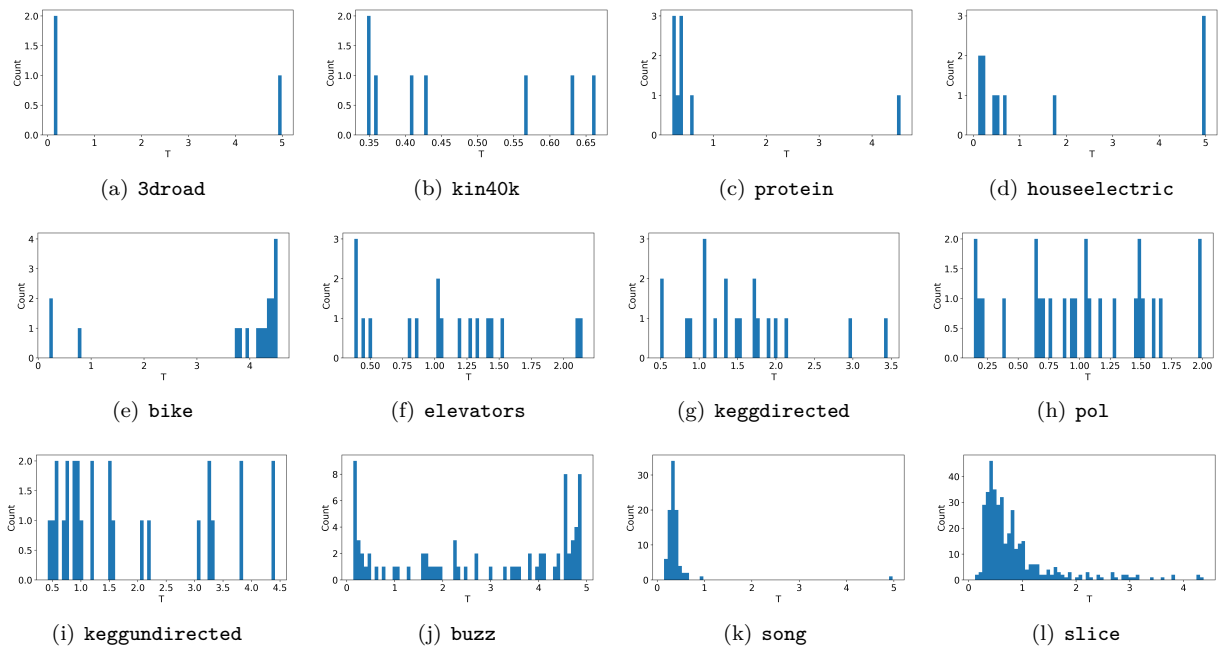 2.0
1.5
1.0
0.5
0.0
Count
0 1 2 3 4 5
T
(a) 3droad
2.0
1.5
1.0
0.5
0.0
Count
0.35 0.40 0.45 0.50 0.55 0.60 0.65
T
(b) kin40k
3
2
1
0
Count
1 2 3 4
T
(c) protein
3
2
1
0
Count
0 1 2 3 4 5
T
(d) houseelectric
4
3
2
1
0
Count
0 1 2 3 4
T
(e) bike
3
2
1
0
Count
0.50 0.75 1.00 1.25 1.50 1.75 2.00
T
(f) elevators
3
2
1
0
Count
0.5 1.0 1.5 2.0 2.5 3.0 3.5
T
(g) keggdirected
2.0
1.5
1.0
0.5
0.0
Count
0.25 0.50 0.75 1.00 1.25 1.50 1.75 2.00
T
(h) pol
2.0
1.5
1.0
0.5
0.0
Count
0.5 1.0 1.5 2.0 2.5 3.0 3.5 4.0 4.5
T
(i) keggundirected
8
6
4
2
0
Count
0 1 2 3 4 5
T
(j) buzz
30
20
10
0
Count
0 1 2 3 4 5
T
(k) song
40
30
20
10
0
Count
0 1 2 3 4
T
(l) slice